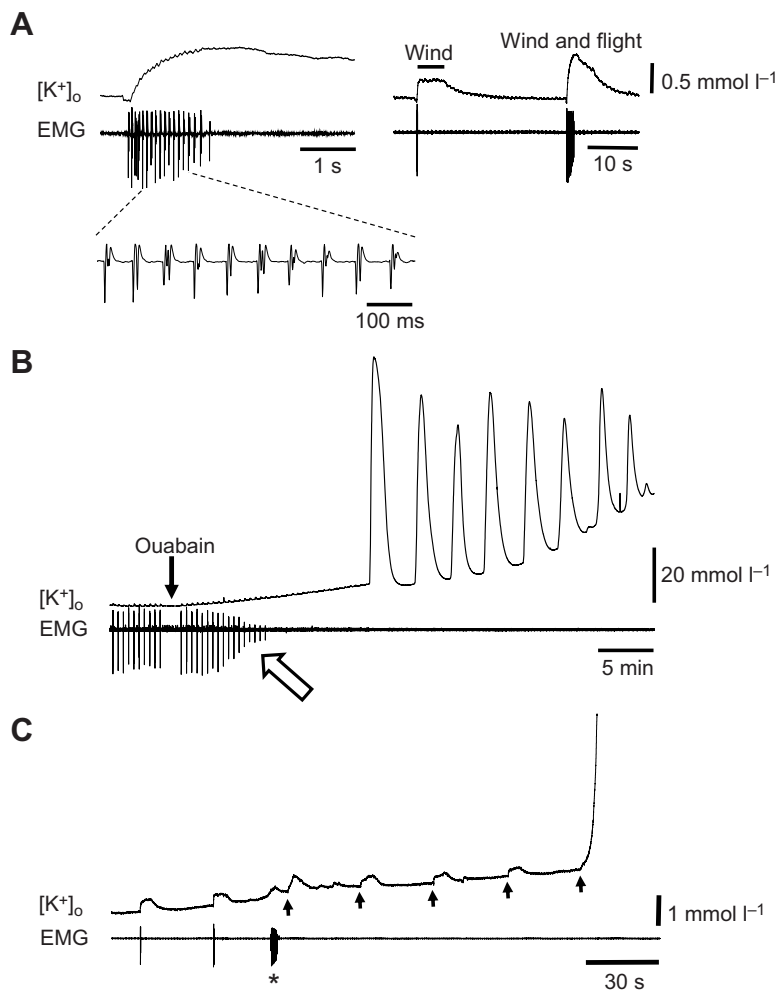 A
[K⁺]ₒ
EMG
1 s
100 ms
Wind
Wind and flight
0.5 mmol l⁻¹
10 s
B
Ouabain
[K⁺]ₒ
EMG
20 mmol l⁻¹
5 min
C
[K⁺]ₒ
EMG
*
1 mmol l⁻¹
30 s